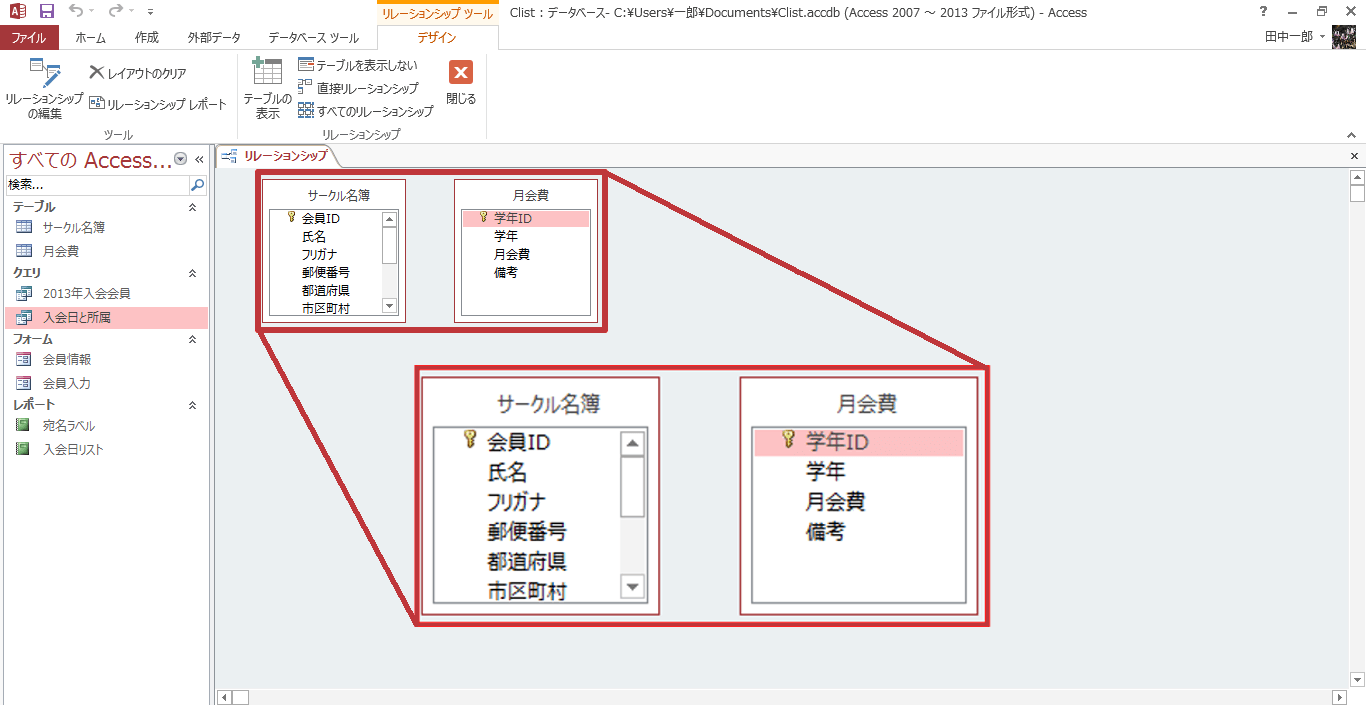 リレーションシップ ツール
Clist : データベース- C:¥Users¥一郎¥Documents¥Clist.accdb (Access 2007 ～ 2013 ファイル形式) - Access
?
ファイル
ホーム
作成
外部データ
データベース ツール
デザイン
田中一郎
リレーションシップ
の編集
レイアウトのクリア
リレーションシップ レポート
ツール
テーブルの
表示
テーブルを表示しない
直接リレーションシップ
すべてのリレーションシップ
閉じる
リレーションシップ
すべての Access...
検索...
テーブル
サークル名簿
月会費
クエリ
2013年入会会員
入会日と所属
フォーム
会員情報
会員入力
レポート
宛名ラベル
入会日リスト
リレーションシップ
サークル名簿
会員ID
氏名
フリガナ
郵便番号
都道府県
市区町村
月会費
学年ID
学年
月会費
備考
サークル名簿
会員ID
氏名
フリガナ
郵便番号
都道府県
市区町村
月会費
学年ID
学年
月会費
備考